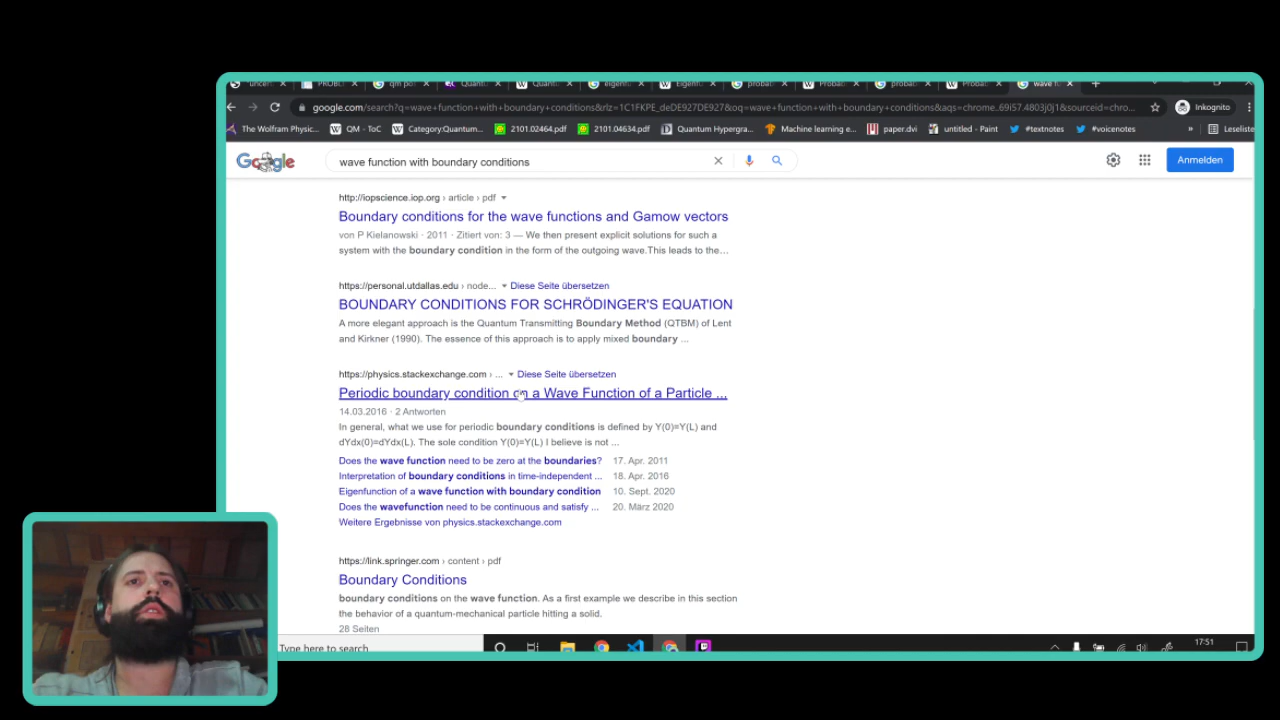 uncert
PROBL
qm po
Quant
Quant
eigen
Eigen
probab
Probab
probab
Probab
wave f
google.com/search?q=wave+function+with+boundary+conditions&rlz=1C1FKPE_deDE927DE927&oq=wave+function+with+boundary+conditions&aqs=chrome..69i57.4803j0j1&sourceid=chro...
Inkognito
The Wolfram Physic...
QM - ToC
Category:Quantum...
2101.02464.pdf
2101.04634.pdf
Quantum Hypergra...
Machine learning e...
paper.dvi
untitled - Paint
#textnotes
#voicenotes
»
Leseliste
Google
wave function with boundary conditions
Anmelden
http://iopscience.iop.org › article › pdf
Boundary conditions for the wave functions and Gamow vectors
von P Kielanowski · 2011 · Zitiert von: 3 — We then present explicit solutions for such a
system with the boundary condition in the form of the outgoing wave.This leads to the…
https://personal.utdallas.edu › node... Diese Seite übersetzen
BOUNDARY CONDITIONS FOR SCHRÖDINGER'S EQUATION
A more elegant approach is the Quantum Transmitting Boundary Method (QTBM) of Lent
and Kirkner (1990). The essence of this approach is to apply mixed boundary ...
https://physics.stackexchange.com › ... Diese Seite übersetzen
Periodic boundary condition on a Wave Function of a Particle ...
14.03.2016 · 2 Antworten
In general, what we use for periodic boundary conditions is defined by Y(0)=Y(L) and
dYdx(0)=dYdx(L). The sole condition Y(0)=Y(L) I believe is not ...
Does the wave function need to be zero at the boundaries? 17. Apr. 2011
Interpretation of boundary conditions in time-independent ... 18. Apr. 2016
Eigenfunction of a wave function with boundary condition 10. Sept. 2020
Does the wavefunction need to be continuous and satisfy ... 20. März 2020
Weitere Ergebnisse von physics.stackexchange.com
https://link.springer.com › content › pdf
Boundary Conditions
boundary conditions on the wave function. As a first example we describe in this section
the behavior of a quantum-mechanical particle hitting a solid.
28 Seiten
Type here to search
17:51